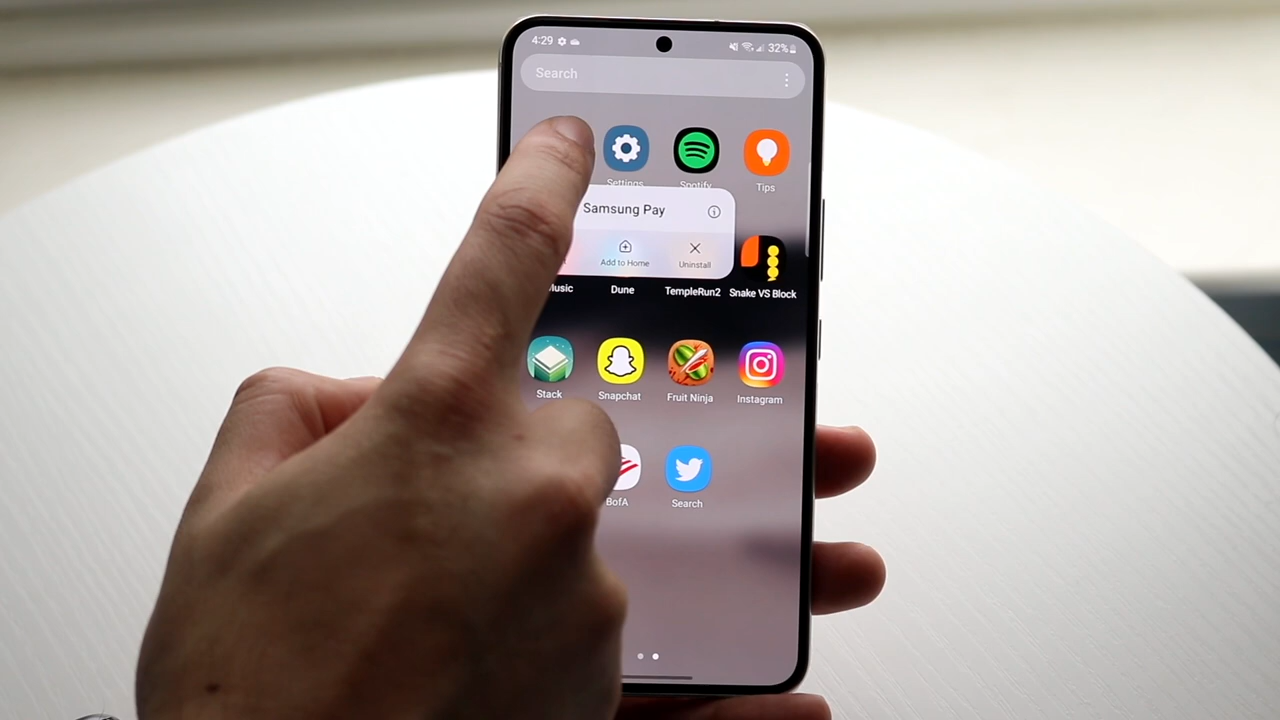 4:29 32%
Search
Settings Spotify Tips
Samsung Pay
Add to Home Uninstall
Music Dune TempleRun2 Snake VS Block
Stack Snapchat Fruit Ninja Instagram
BofA Search